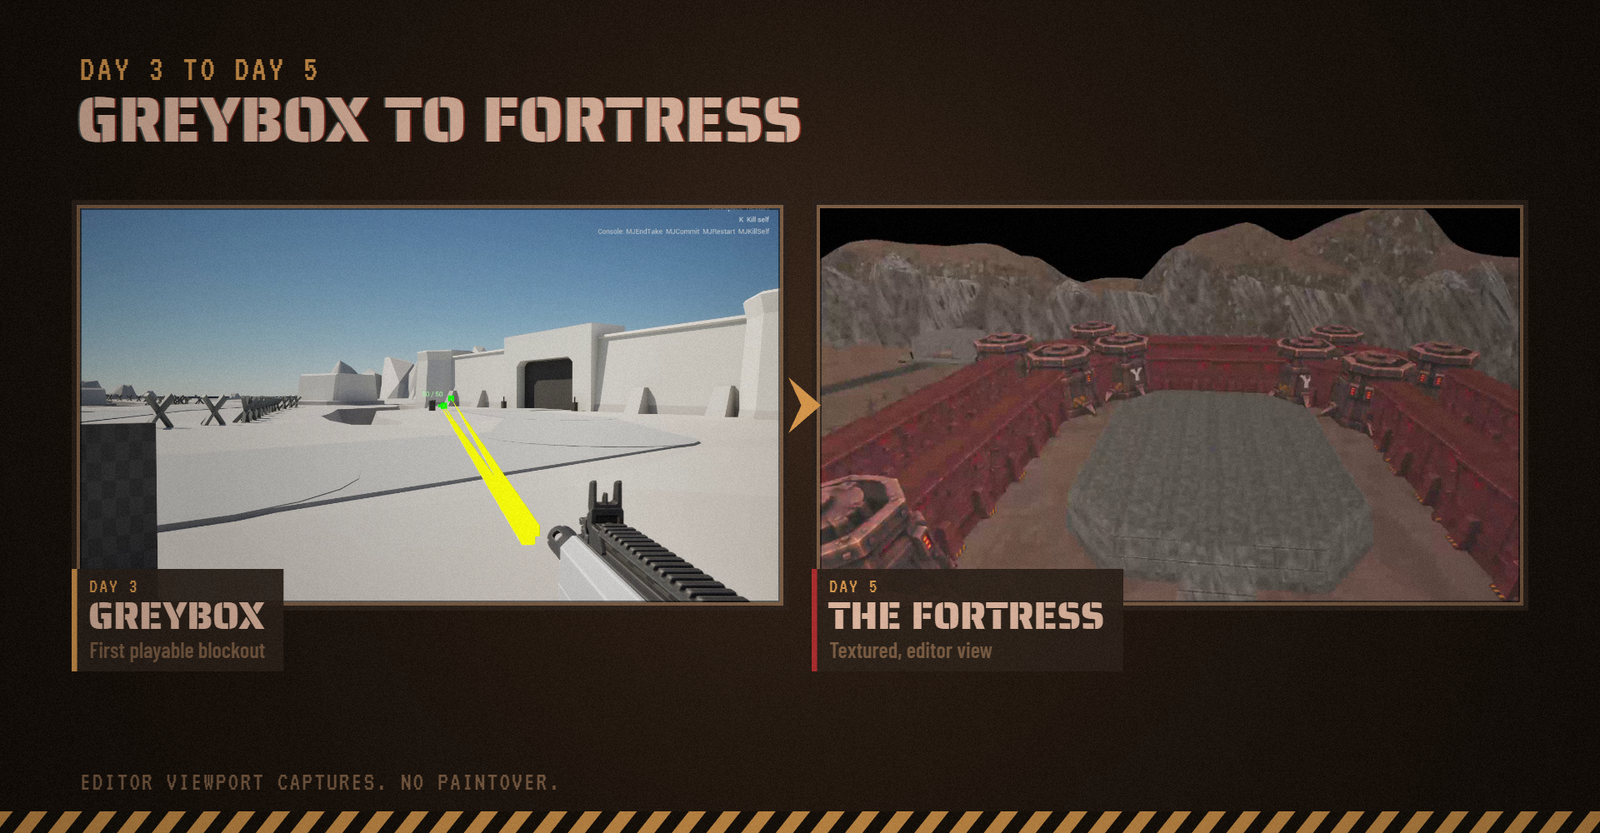 DAY 3 TO DAY 5
GREYBOX TO FORTRESS
K Kill self
Console: MJEndTake MJCommit MJRestart MJKillSelf
DAY 3
GREYBOX
First playable blockout
DAY 5
THE FORTRESS
Textured, editor view
EDITOR VIEWPORT CAPTURES. NO PAINTOVER.